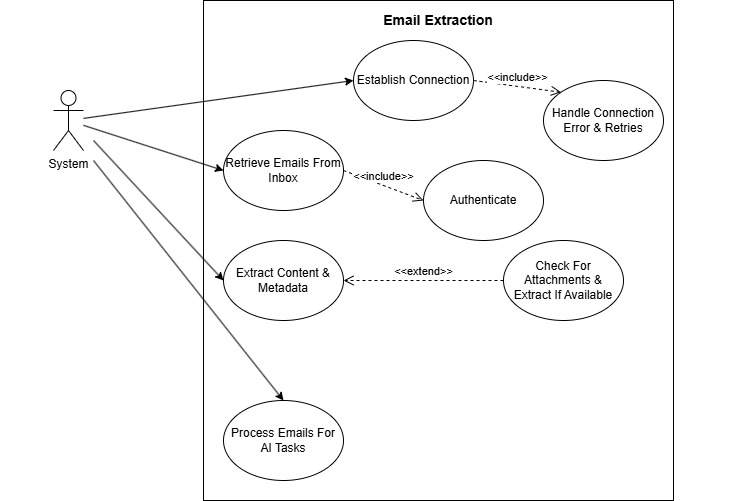 Email Extraction
Establish Connection
<<include>>
Handle Connection
Error & Retries
System
Retrieve Emails From
Inbox
<<include>>
Authenticate
Extract Content &
Metadata
<<extend>>
Check For
Attachments &
Extract If Available
Process Emails For
AI Tasks